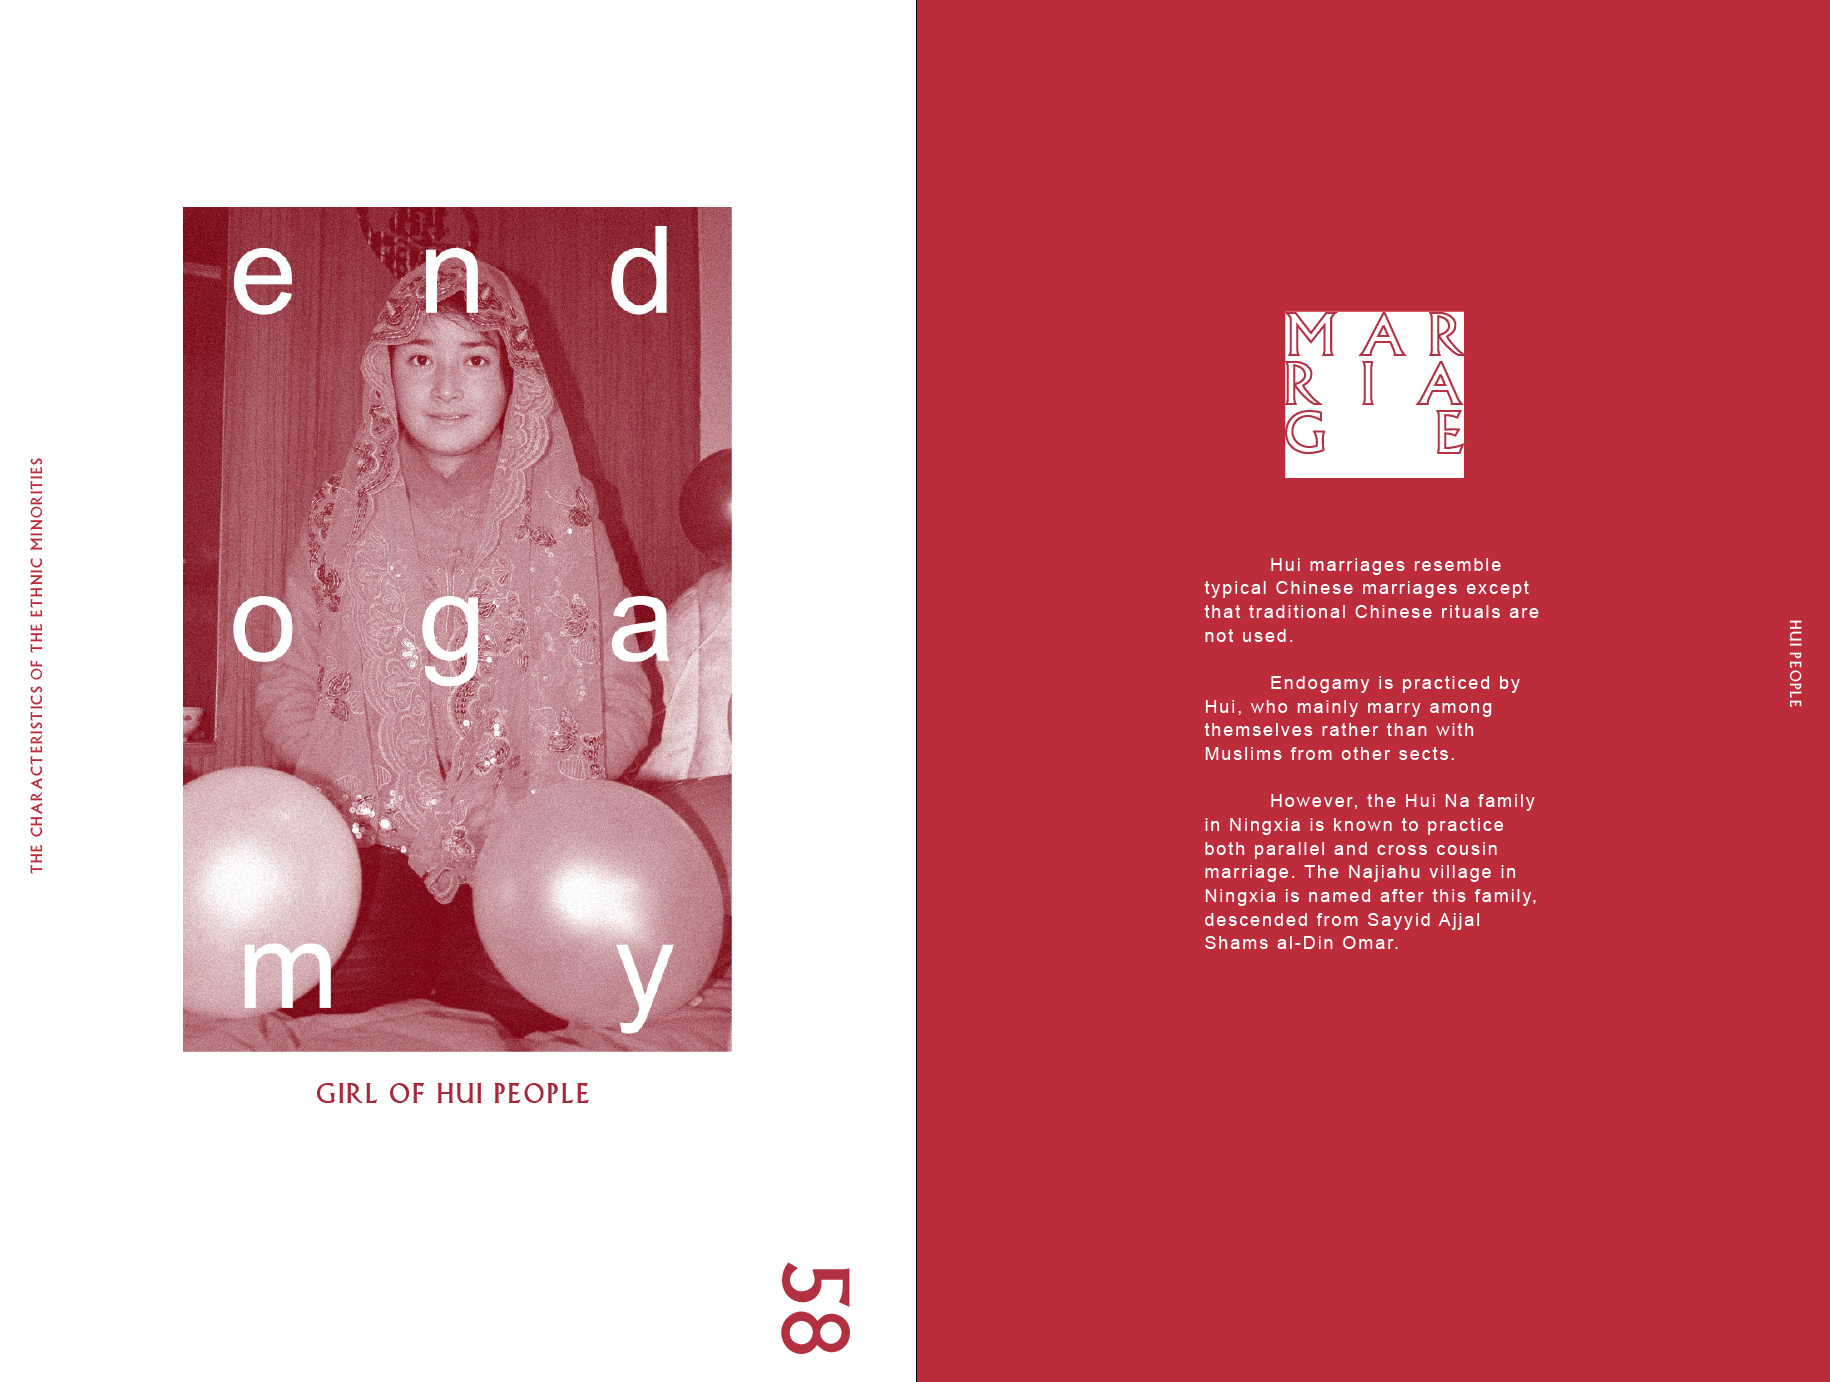 THE CHARACTERISTICS OF THE ETHNIC MINORITIES
e n d
o g a
m y
GIRL OF HUI PEOPLE
58
MAR
RIA
GE
Hui marriages resemble
typical Chinese marriages except
that traditional Chinese rituals are
not used.
Endogamy is practiced by
Hui, who mainly marry among
themselves rather than with
Muslims from other sects.
However, the Hui Na family
in Ningxia is known to practice
both parallel and cross cousin
marriage. The Najiahu village in
Ningxia is named after this family,
descended from Sayyid Ajjal
Shams al-Din Omar.
HUI PEOPLE